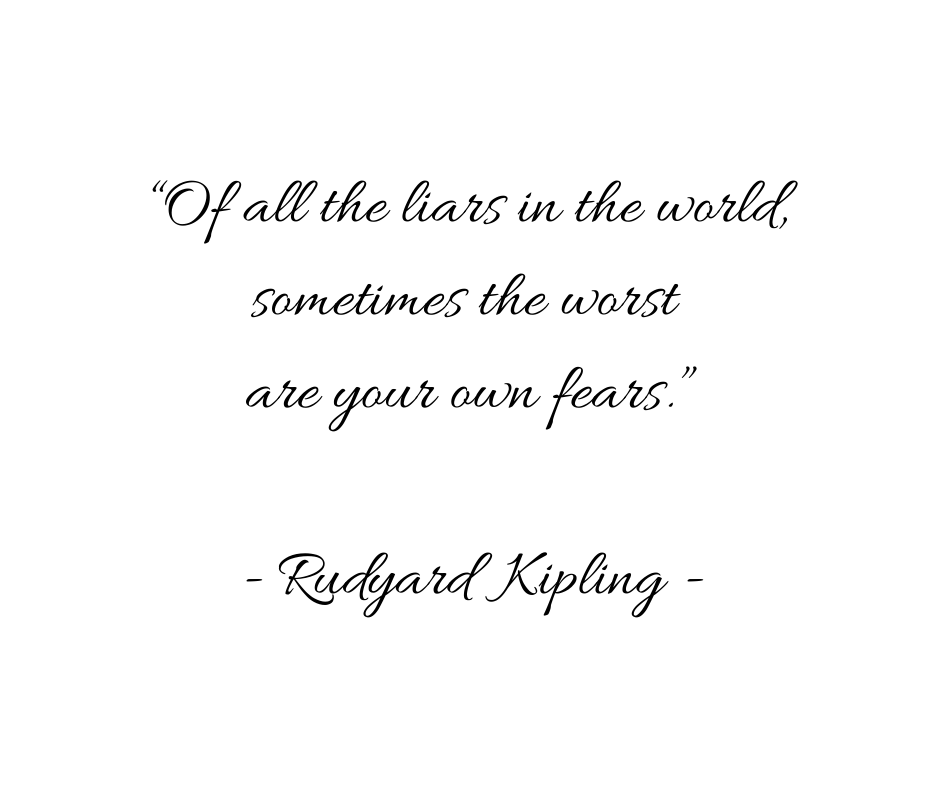 “Of all the liars in the world,
sometimes the worst
are your own fears.”
- Rudyard Kipling -